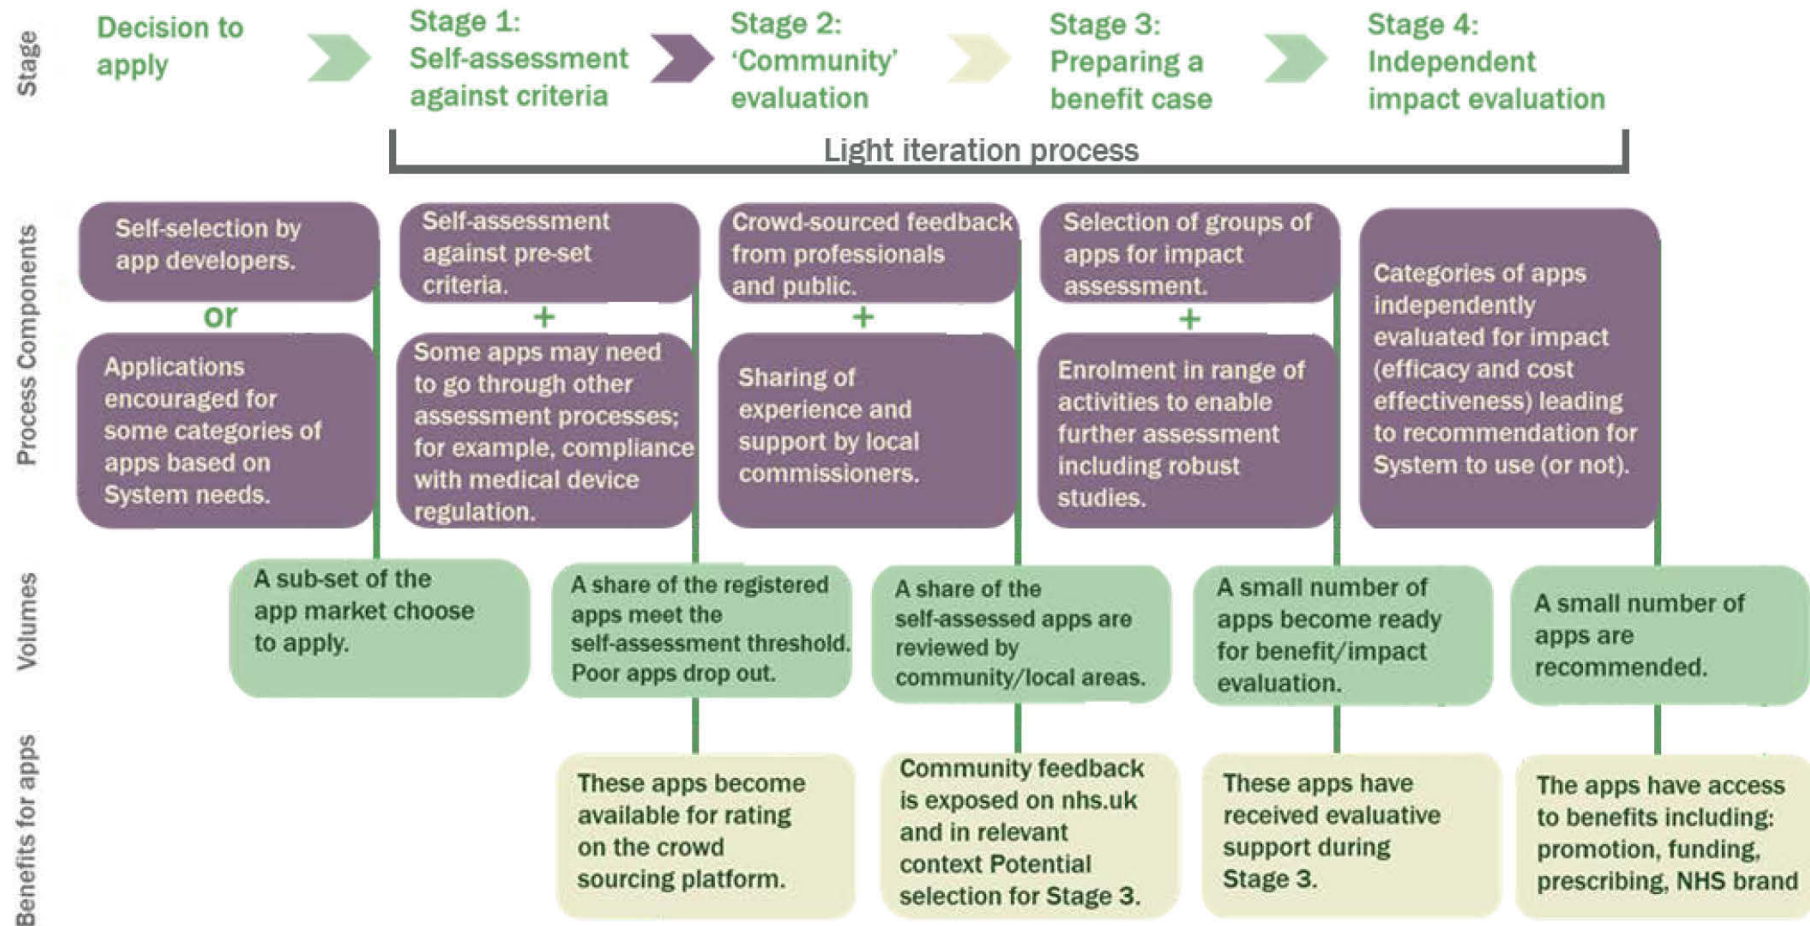 Stage
Decision to
apply
Stage 1:
Self-assessment
against criteria
Stage 2:
‘Community’
evaluation
Stage 3:
Preparing a
benefit case
Stage 4:
Independent
impact evaluation
Light iteration process
Process Components
Self-selection by
app developers.
or
Applications
encouraged for
some categories of
apps based on
System needs.
Self-assessment
against pre-set
criteria.
+
Some apps may need
to go through other
assessment processes;
for example, compliance
with medical device
regulation.
Crowd-sourced feedback
from professionals
and public.
+
Sharing of
experience and
support by local
commissioners.
Selection of groups of
apps for impact
assessment.
+
Enrolment in range of
activities to enable
further assessment
including robust
studies.
Categories of apps
independently
evaluated for impact
(efficacy and cost
effectiveness) leading
to recommendation for
System to use (or not).
Volumes
A sub-set of the
app market choose
to apply.
A share of the registered
apps meet the
self-assessment threshold.
Poor apps drop out.
A share of the
self-assessed apps are
reviewed by
community/local areas.
A small number of
apps become ready
for benefit/impact
evaluation.
A small number of
apps are
recommended.
Benefits for apps
These apps become
available for rating
on the crowd
sourcing platform.
Community feedback
is exposed on nhs.uk
and in relevant
context Potential
selection for Stage 3.
These apps have
received evaluative
support during
Stage 3.
The apps have access
to benefits including:
promotion, funding,
prescribing, NHS brand